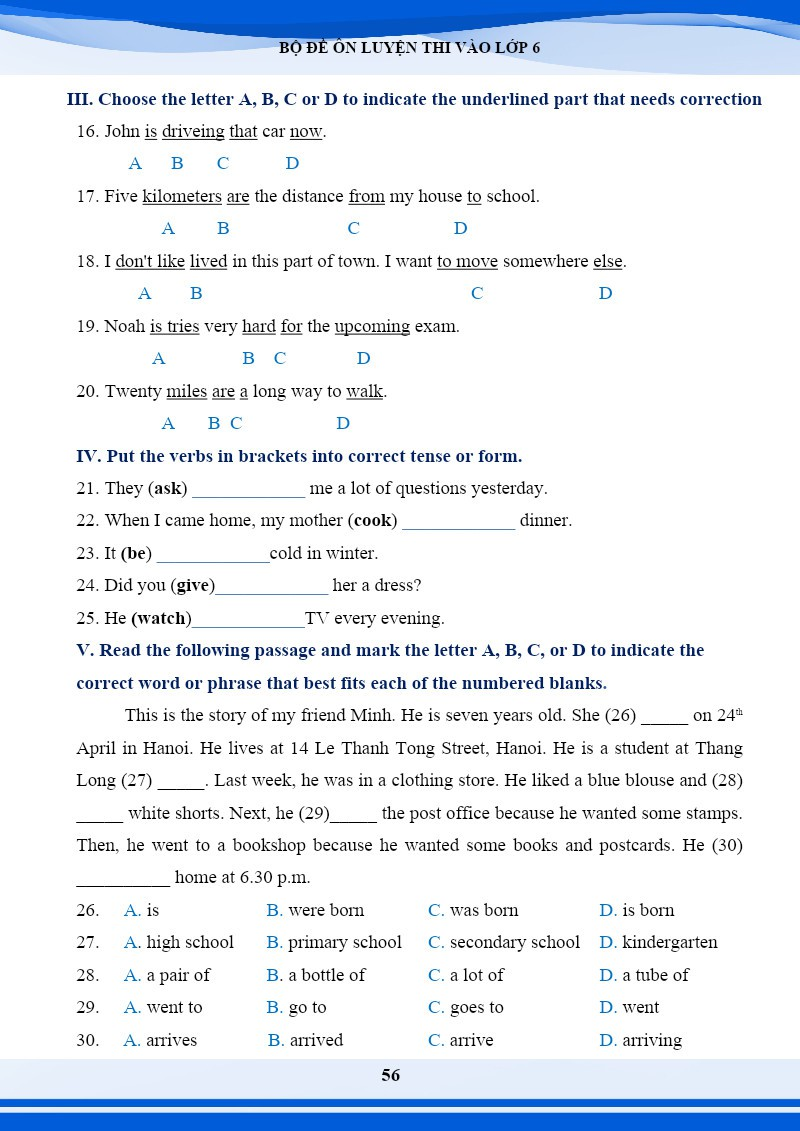 BỘ ĐỀ ÔN LUYỆN THI VÀO LỚP 6
III. Choose the letter A, B, C or D to indicate the underlined part that needs correction
16. John is driveing that car now.
A B C D
17. Five kilometers are the distance from my house to school.
A B C D
18. I don't like lived in this part of town. I want to move somewhere else.
A B C D
19. Noah is tries very hard for the upcoming exam.
A B C D
20. Twenty miles are a long way to walk.
A B C D
IV. Put the verbs in brackets into correct tense or form.
21. They (ask) ____________ me a lot of questions yesterday.
22. When I came home, my mother (cook) ____________ dinner.
23. It (be) ____________cold in winter.
24. Did you (give)____________ her a dress?
25. He (watch)____________TV every evening.
V. Read the following passage and mark the letter A, B, C, or D to indicate the
correct word or phrase that best fits each of the numbered blanks.
This is the story of my friend Minh. He is seven years old. She (26) _____ on 24th
April in Hanoi. He lives at 14 Le Thanh Tong Street, Hanoi. He is a student at Thang
Long (27) _____. Last week, he was in a clothing store. He liked a blue blouse and (28)
_____ white shorts. Next, he (29)_____ the post office because he wanted some stamps.
Then, he went to a bookshop because he wanted some books and postcards. He (30)
__________ home at 6.30 p.m.
26. A. is B. were born C. was born D. is born
27. A. high school B. primary school C. secondary school D. kindergarten
28. A. a pair of B. a bottle of C. a lot of D. a tube of
29. A. went to B. go to C. goes to D. went
30. A. arrives B. arrived C. arrive D. arriving
56